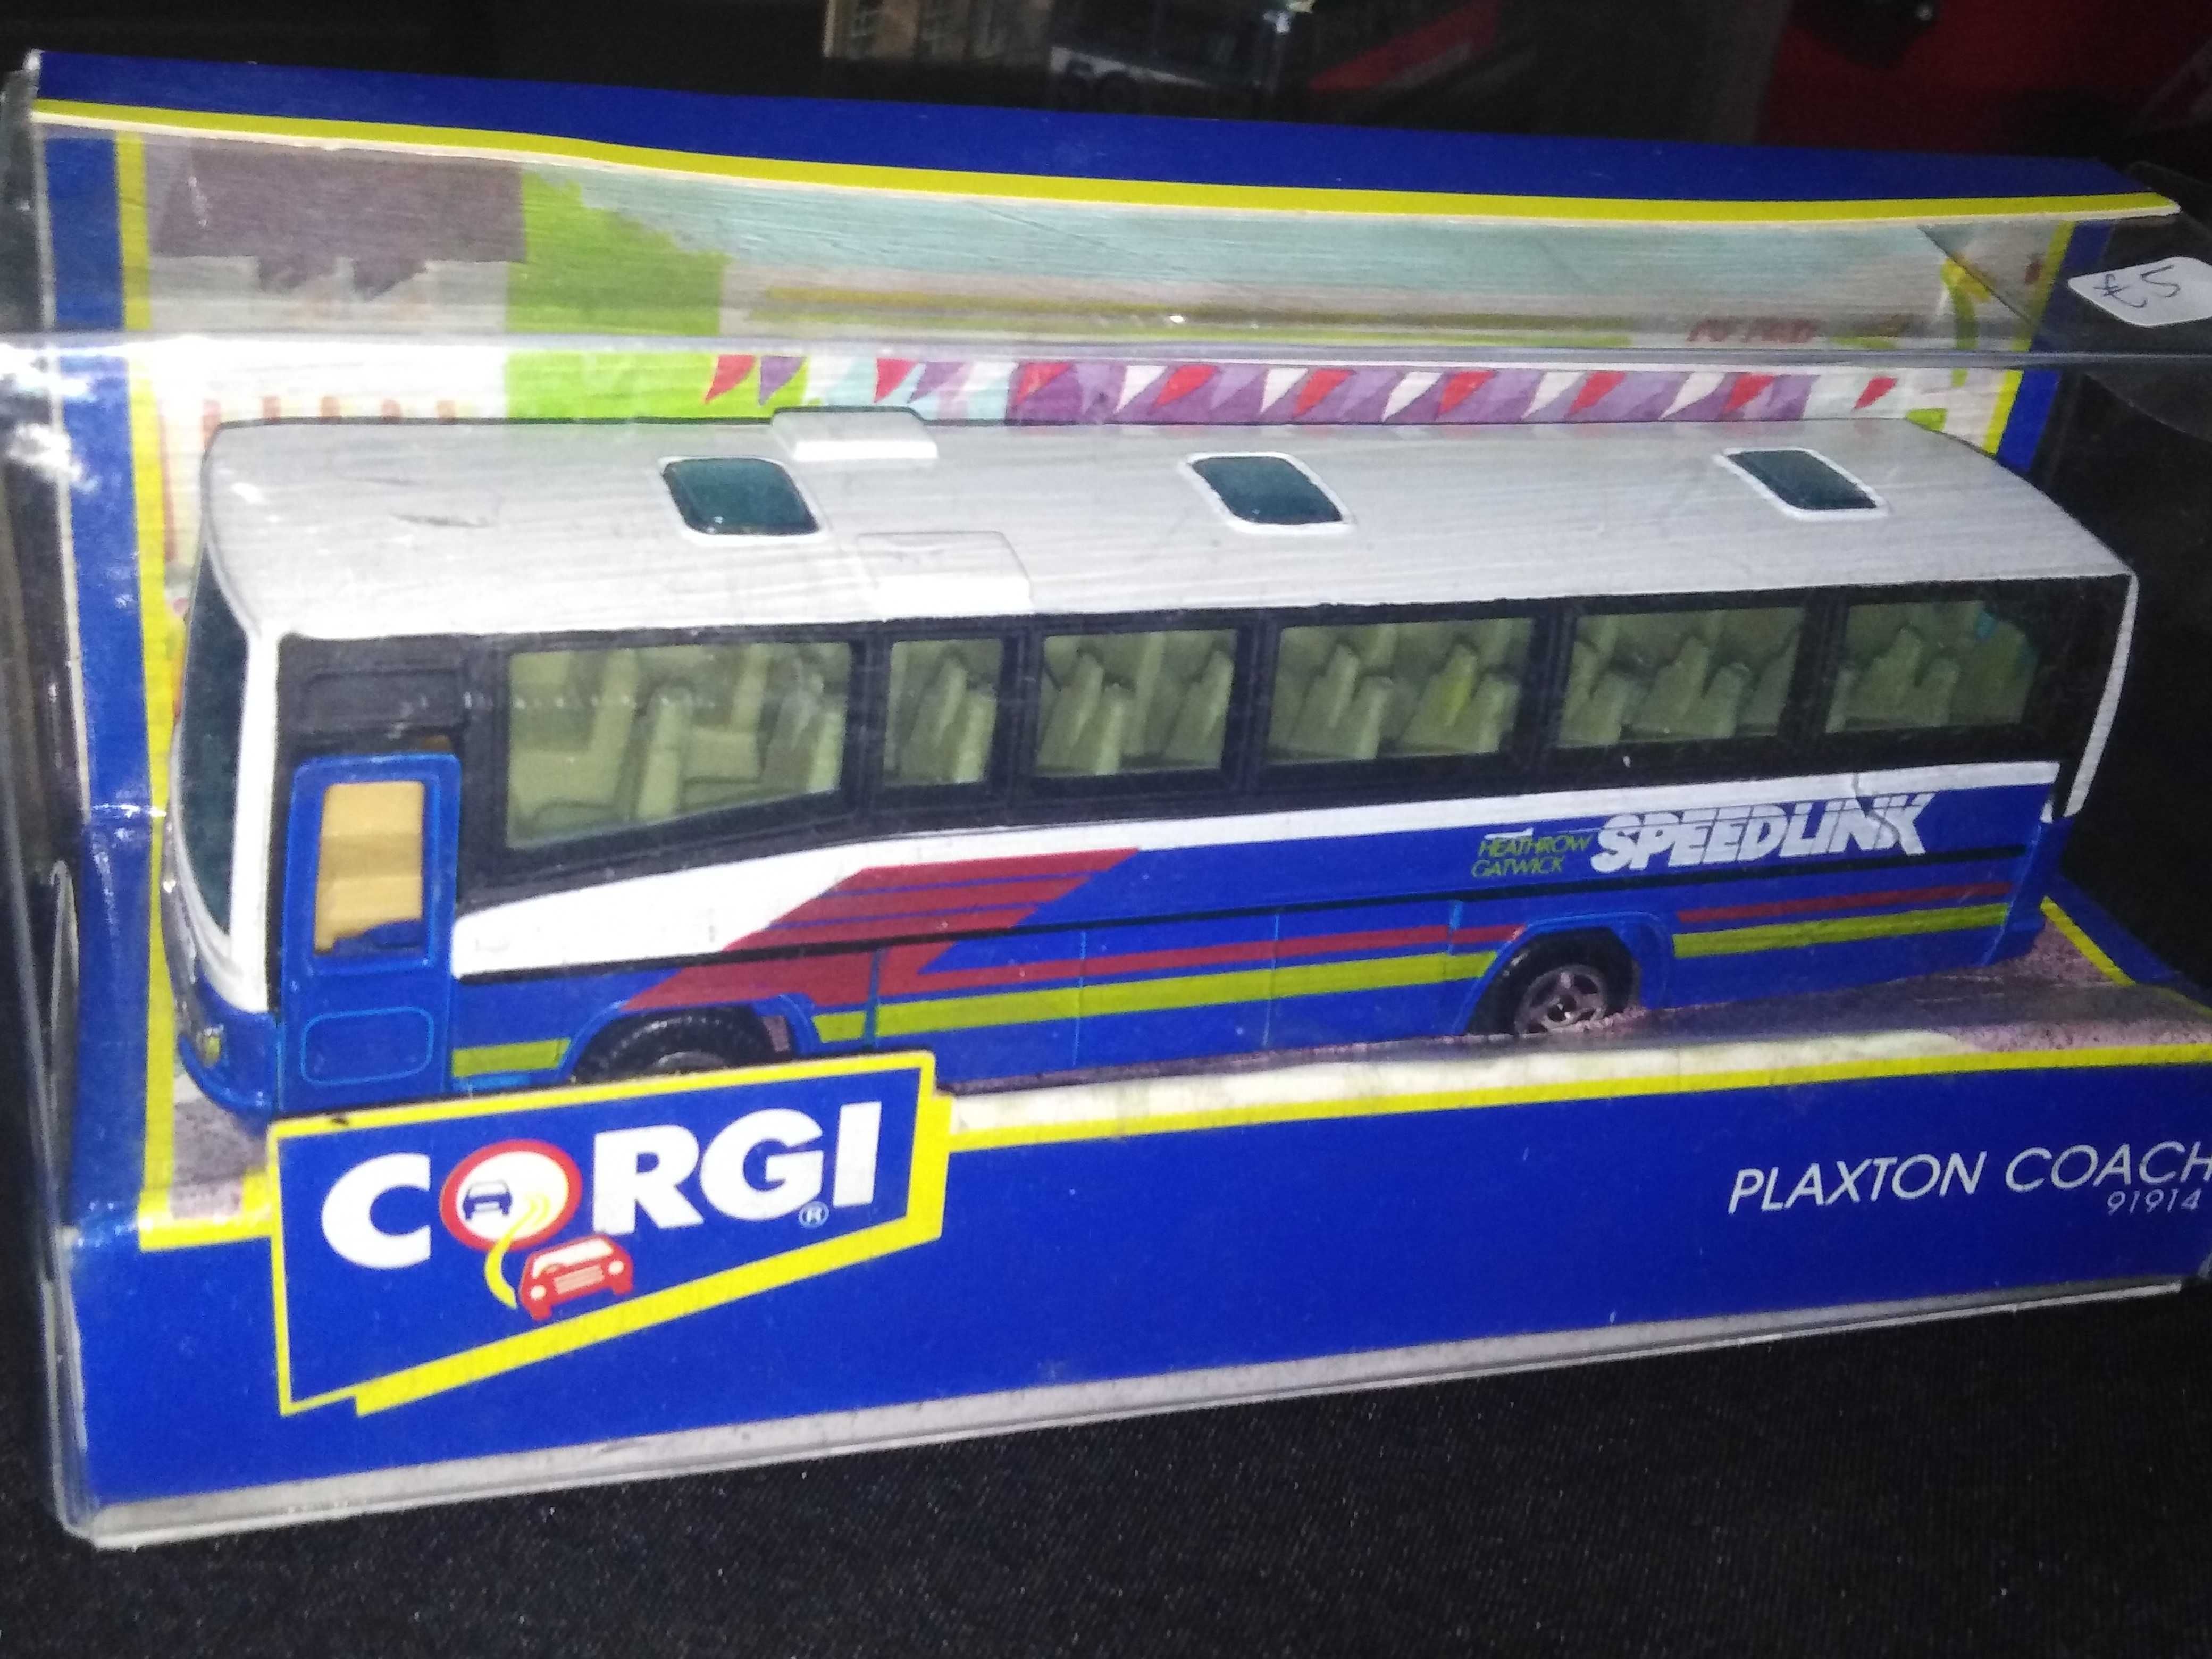 £5
HEATHROW
GATWICK
SPEEDLINK
CORGI®
PLAXTON COACH
91914